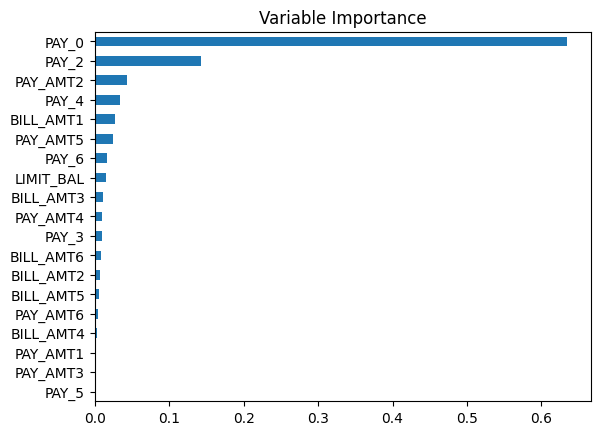 Variable Importance
PAY_0
PAY_2
PAY_AMT2
PAY_4
BILL_AMT1
PAY_AMT5
PAY_6
LIMIT_BAL
BILL_AMT3
PAY_AMT4
PAY_3
BILL_AMT6
BILL_AMT2
BILL_AMT5
PAY_AMT6
BILL_AMT4
PAY_AMT1
PAY_AMT3
PAY_5
0.0 0.1 0.2 0.3 0.4 0.5 0.6